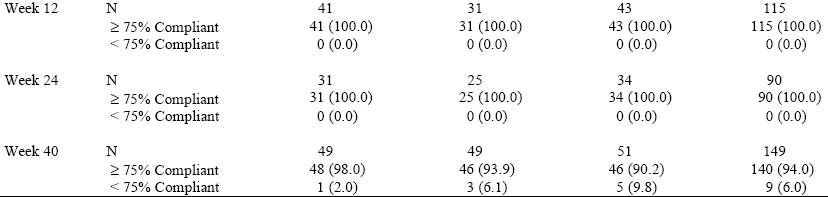 Week 12 N 41 31 43 115
≥ 75% Compliant 41 (100.0) 31 (100.0) 43 (100.0) 115 (100.0)
< 75% Compliant 0 (0.0) 0 (0.0) 0 (0.0) 0 (0.0)
Week 24 N 31 25 34 90
≥ 75% Compliant 31 (100.0) 25 (100.0) 34 (100.0) 90 (100.0)
< 75% Compliant 0 (0.0) 0 (0.0) 0 (0.0) 0 (0.0)
Week 40 N 49 49 51 149
≥ 75% Compliant 48 (98.0) 46 (93.9) 46 (90.2) 140 (94.0)
< 75% Compliant 1 (2.0) 3 (6.1) 5 (9.8) 9 (6.0)